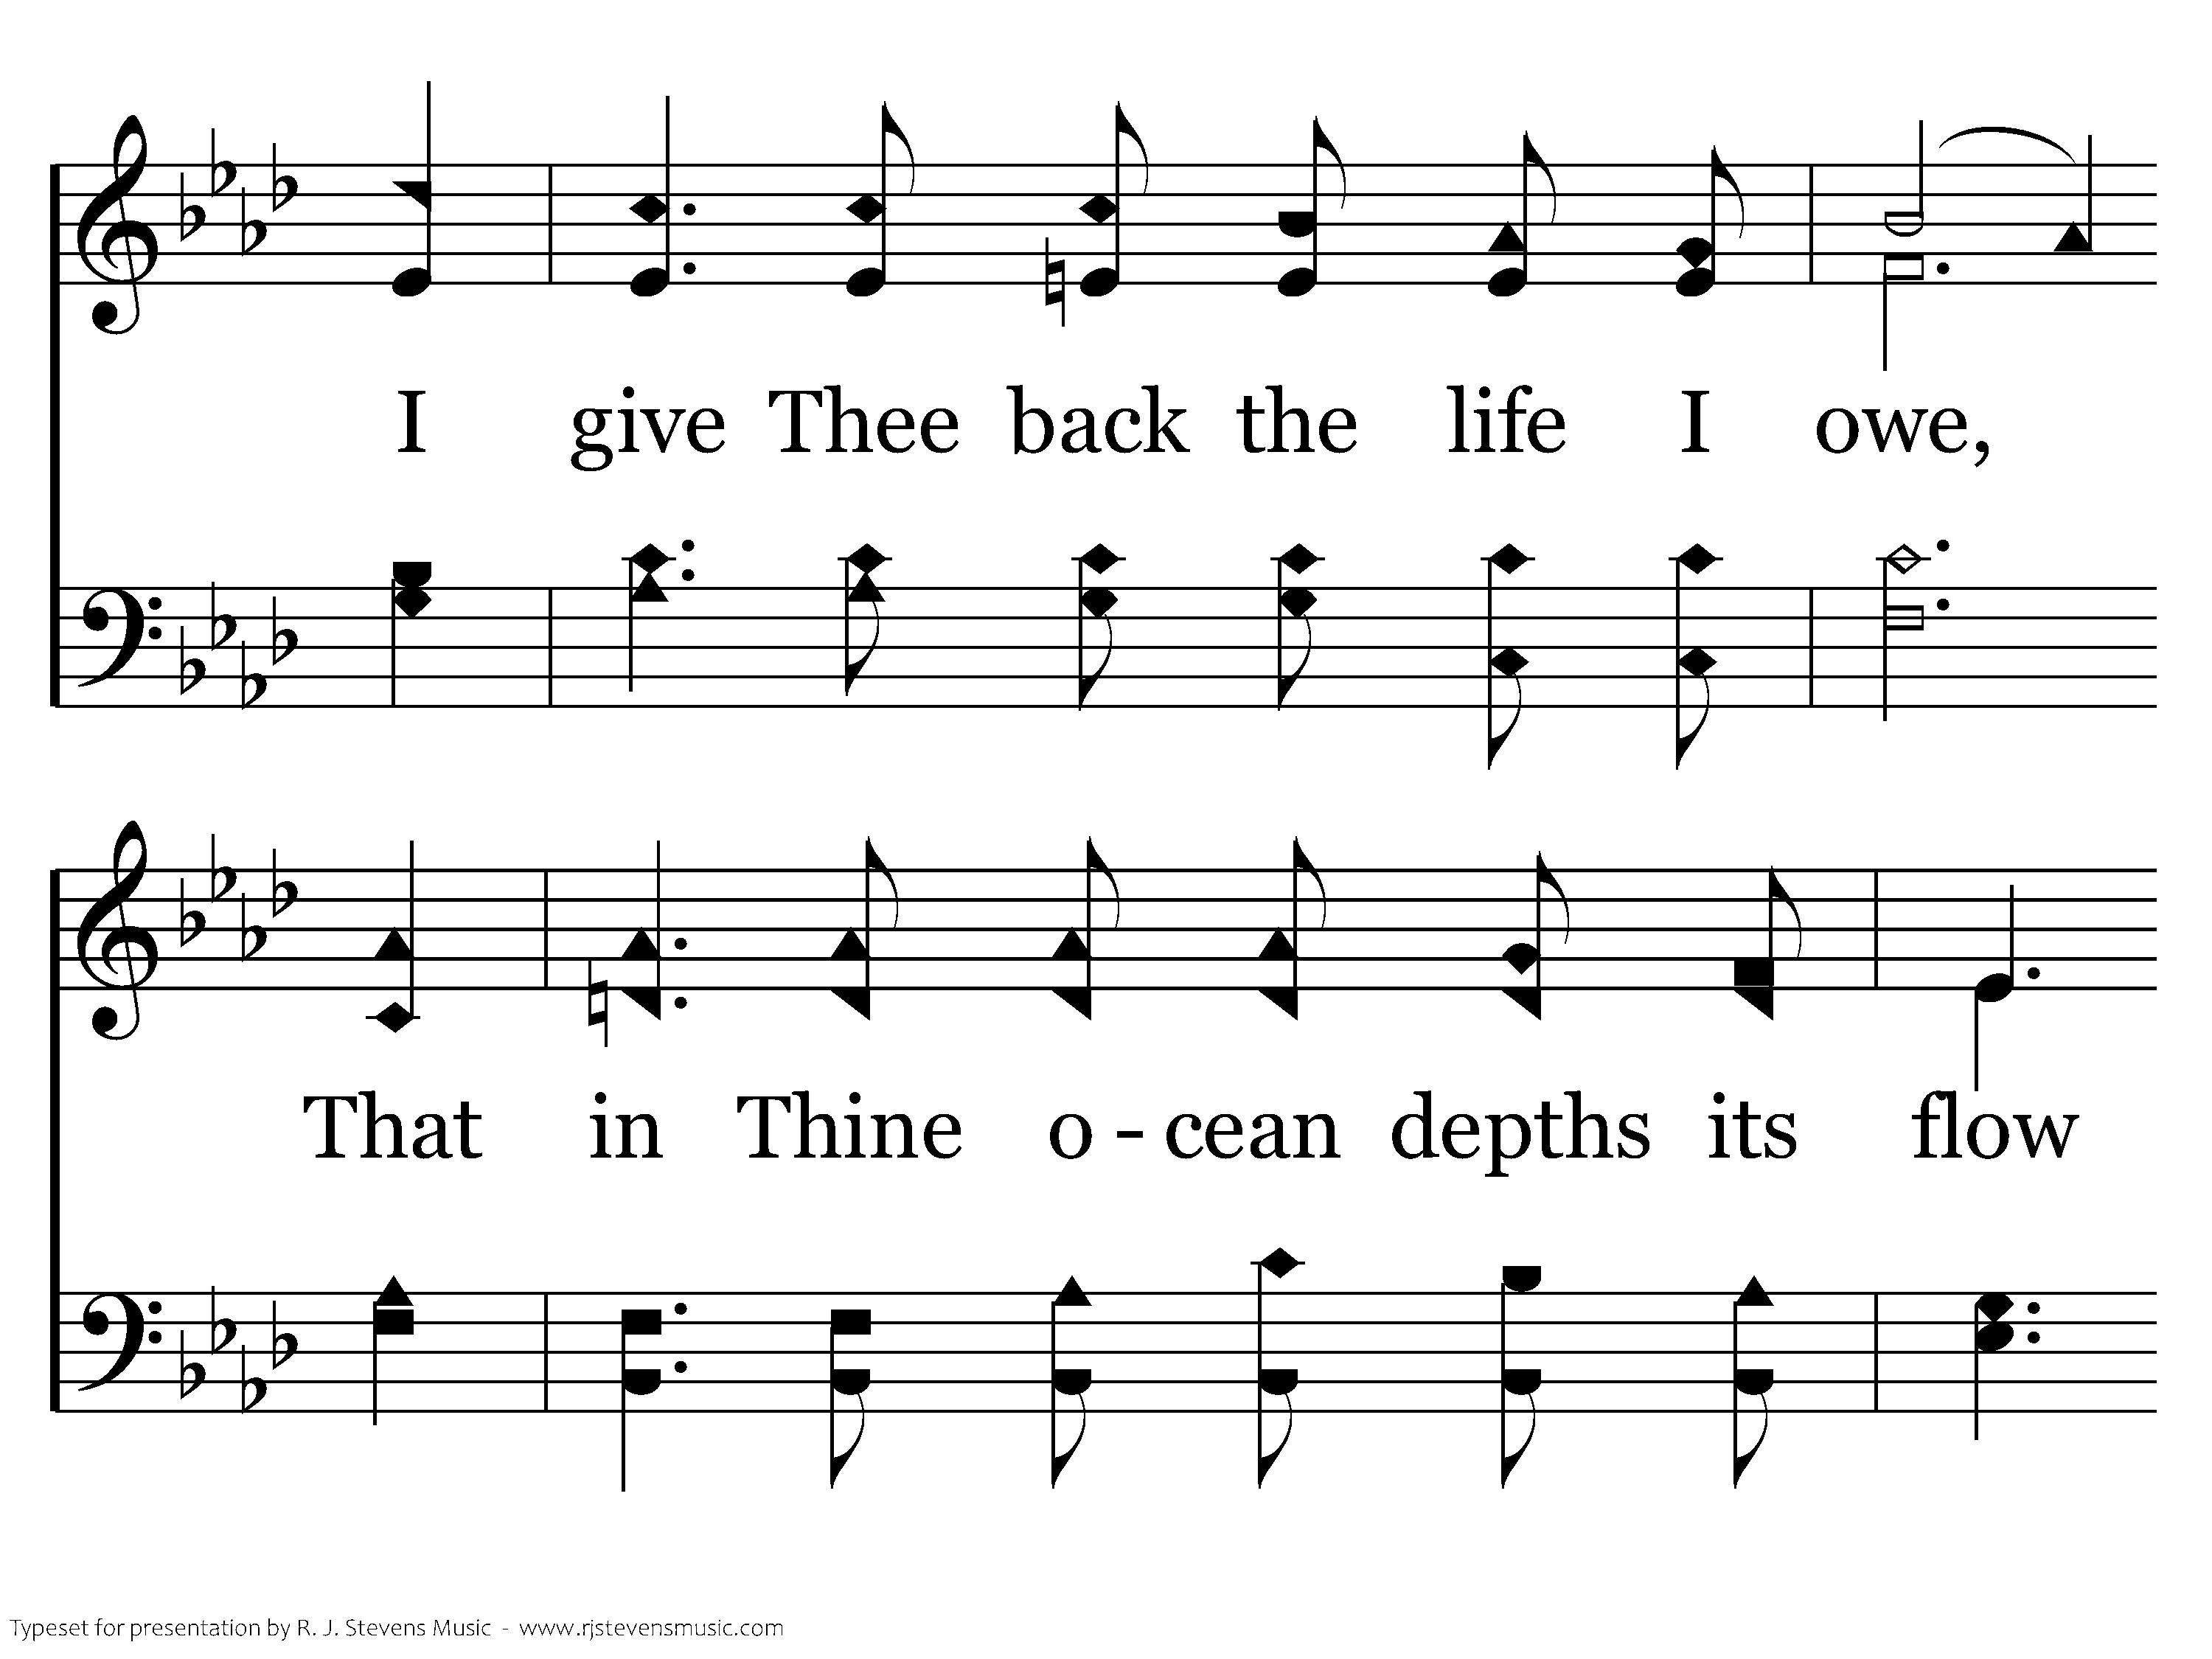 I give Thee back the life I owe,
That in Thine o - cean depths its flow
Typeset for presentation by R. J. Stevens Music - www.rjstevensmusic.com